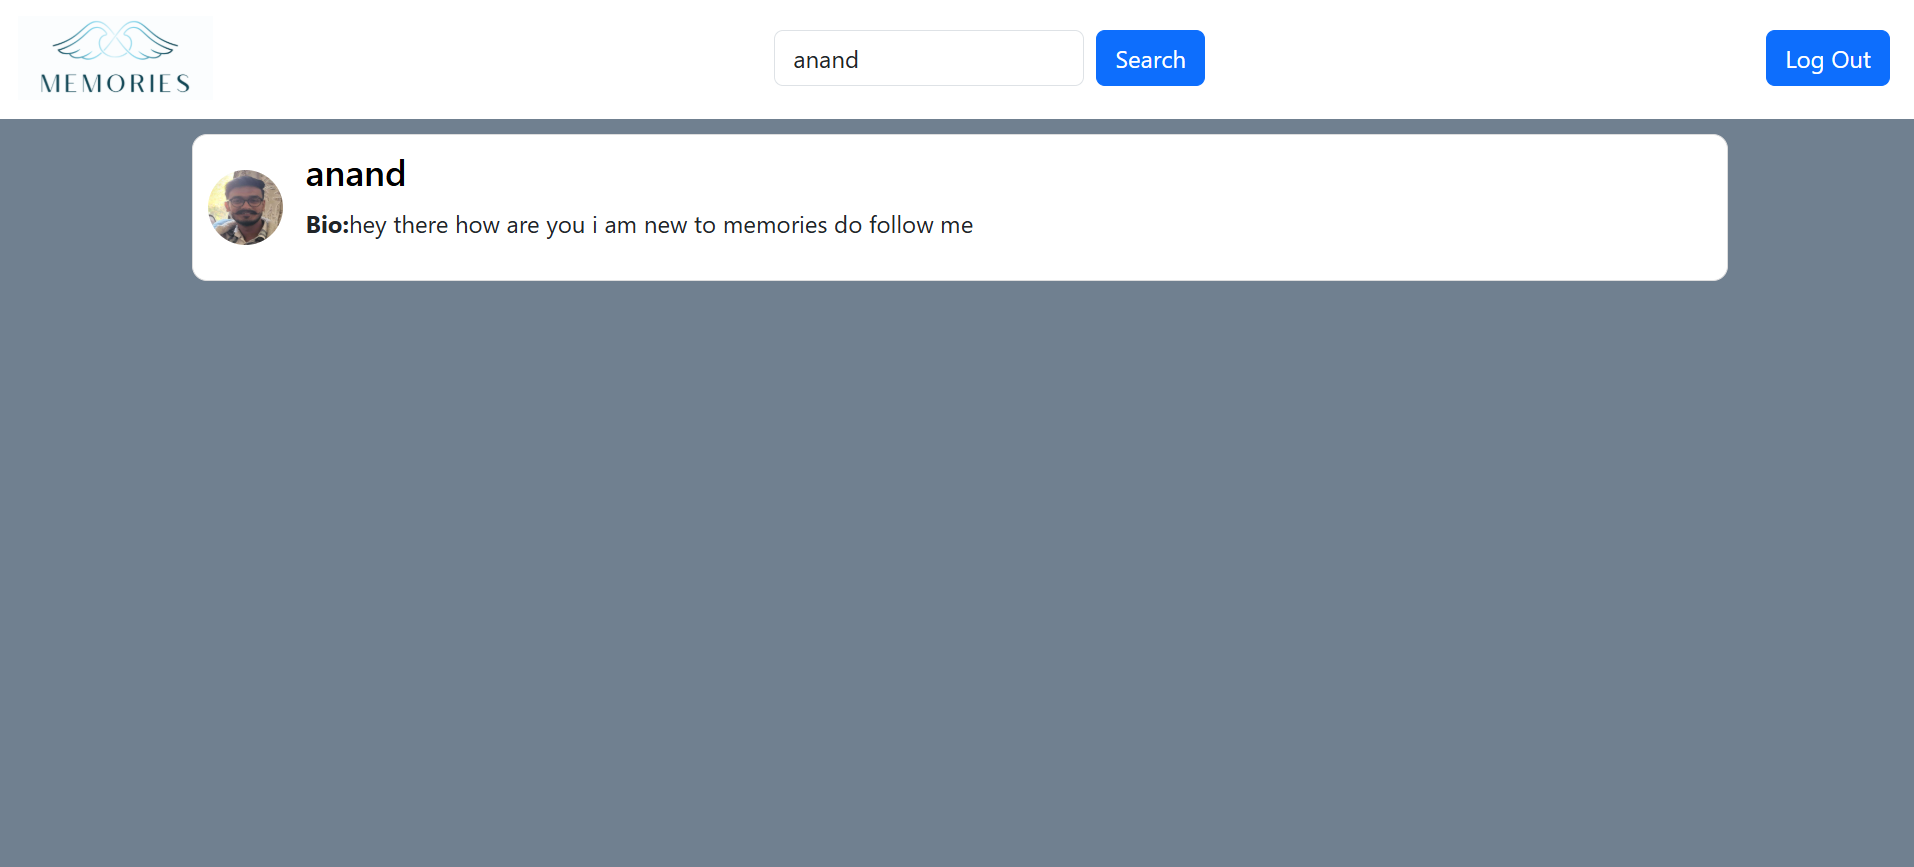 MEMORIES
anand
Search
Log Out
anand
Bio:hey there how are you i am new to memories do follow me